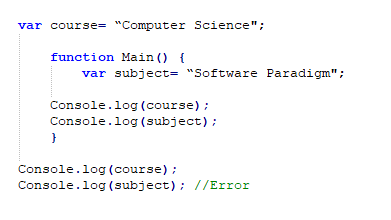 var course= “Computer Science";
function Main() {
var subject= “Software Paradigm";
Console.log(course);
Console.log(subject);
}
Console.log(course);
Console.log(subject); //Error